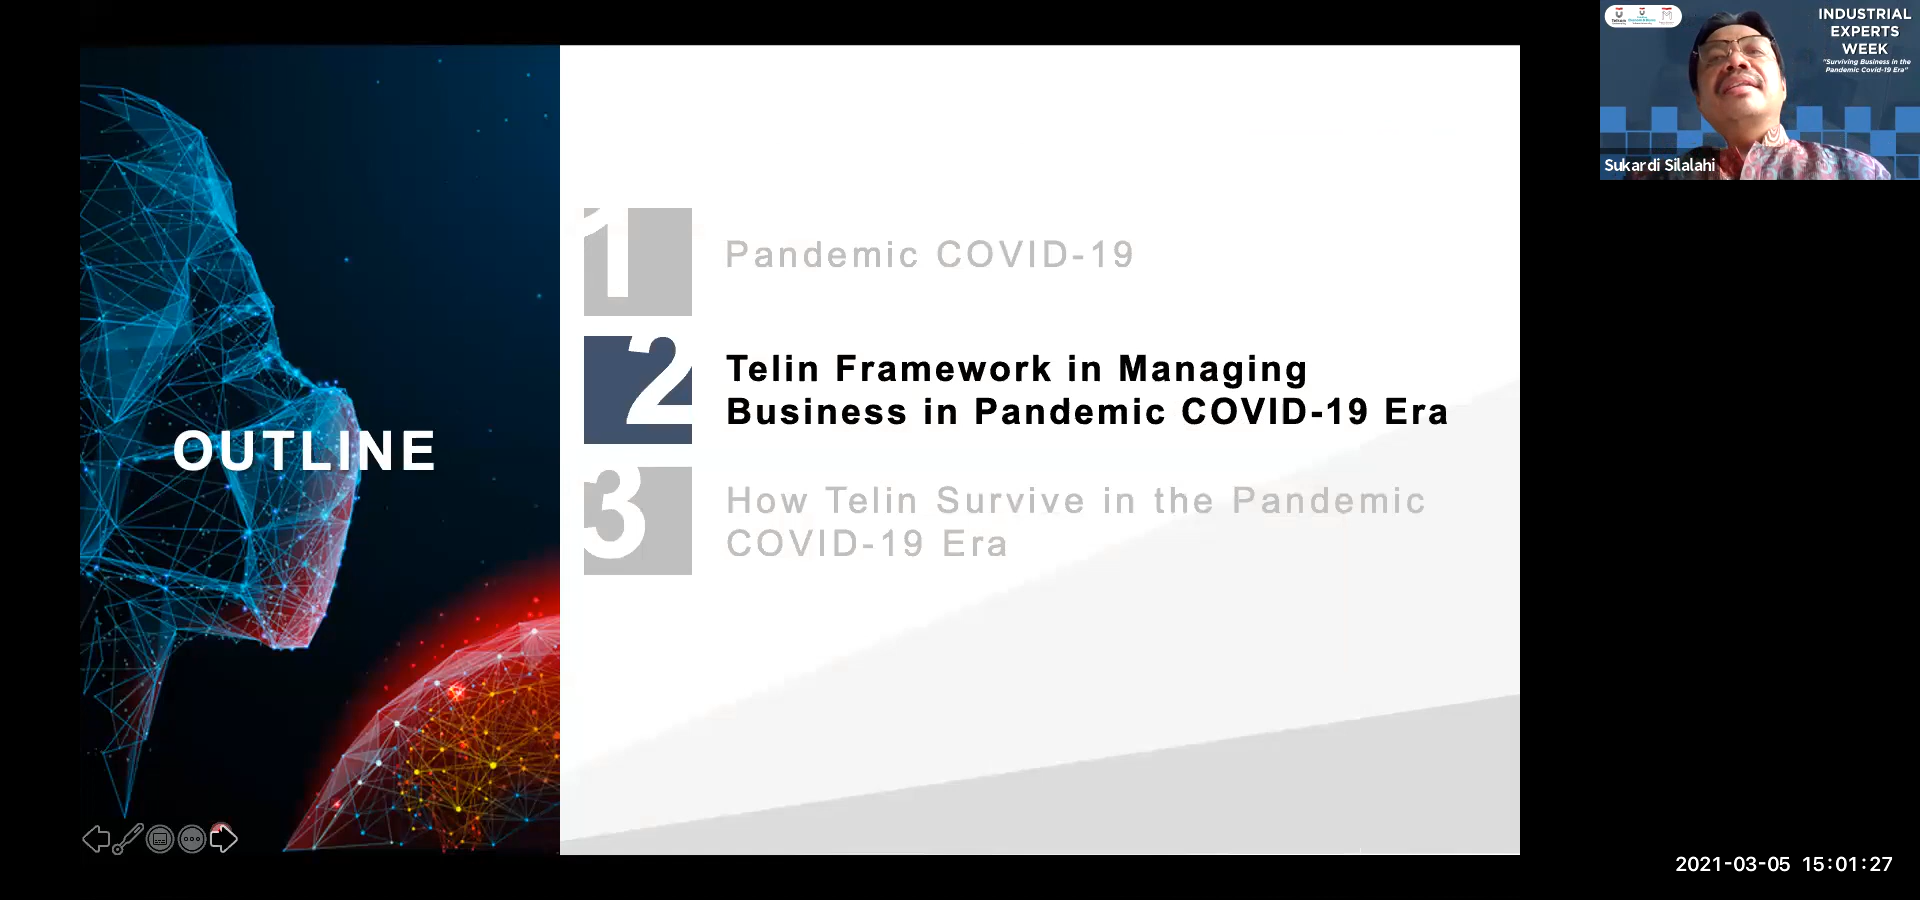 OUTLINE
1
Pandemic COVID-19
2
Telin Framework in Managing
Business in Pandemic COVID-19 Era
3
How Telin Survive in the Pandemic
COVID-19 Era
INDUSTRIAL
EXPERTS
WEEK
"Surviving Business in the
Pandemic Covid-19 Era"
Sukardi Silalahi
2021-03-05 15:01:27